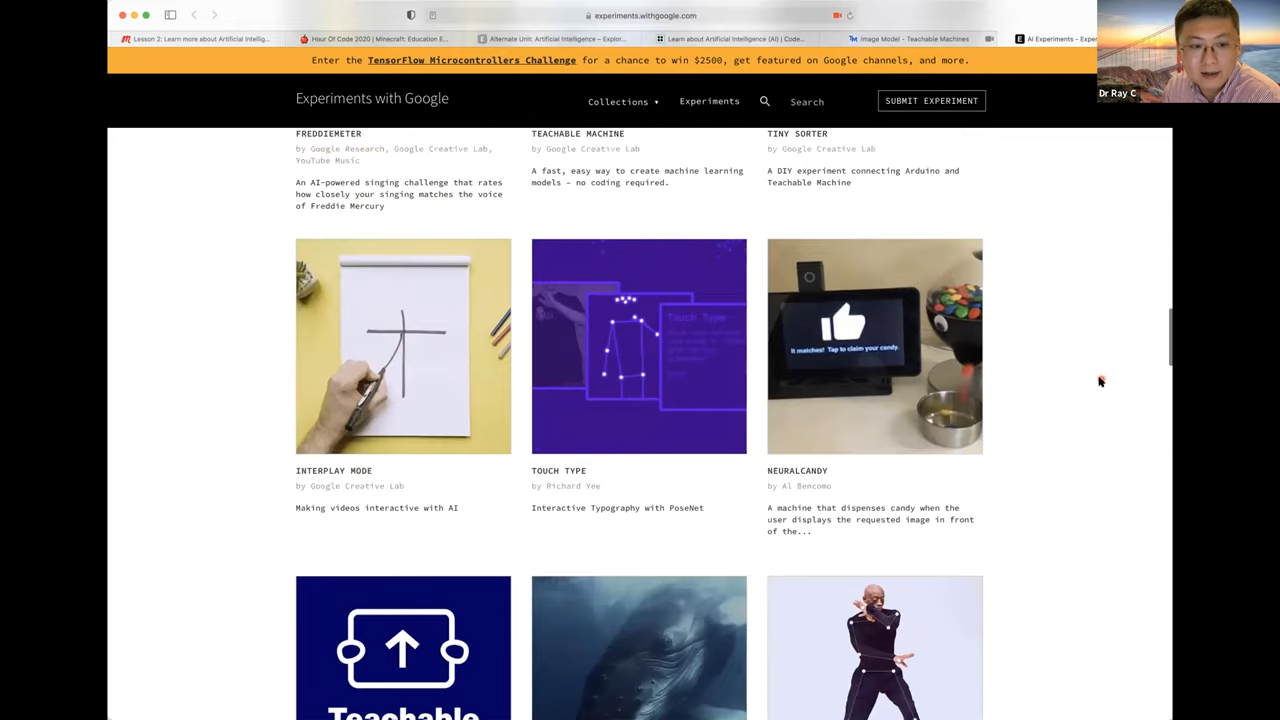 experiments.withgoogle.com
Lesson 2: Learn more about Artificial Intellig...
Hour Of Code 2020 | Minecraft: Education E...
Alternate Unit: Artificial Intelligence – Explor...
Learn about Artificial Intelligence (AI) | Code...
Image Model - Teachable Machines
AI Experiments - Expe
Dr Ray C
Enter the TensorFlow Microcontrollers Challenge for a chance to win $2500, get featured on Google channels, and more.
Experiments with Google
Collections ▾
Experiments
Search
SUBMIT EXPERIMENT
FREDDIEMETER
by Google Research, Google Creative Lab,
YouTube Music
An AI-powered singing challenge that rates
how closely your singing matches the voice
of Freddie Mercury
TEACHABLE MACHINE
by Google Creative Lab
A fast, easy way to create machine learning
models – no coding required.
TINY SORTER
by Google Creative Lab
A DIY experiment connecting Arduino and
Teachable Machine
Touch Type
It matches! Tap to claim your candy.
INTERPLAY MODE
by Google Creative Lab
Making videos interactive with AI
TOUCH TYPE
by Richard Yee
Interactive Typography with PoseNet
NEURALCANDY
by Al Bencomo
A machine that dispenses candy when the
user displays the requested image in front
of the...
Teachable